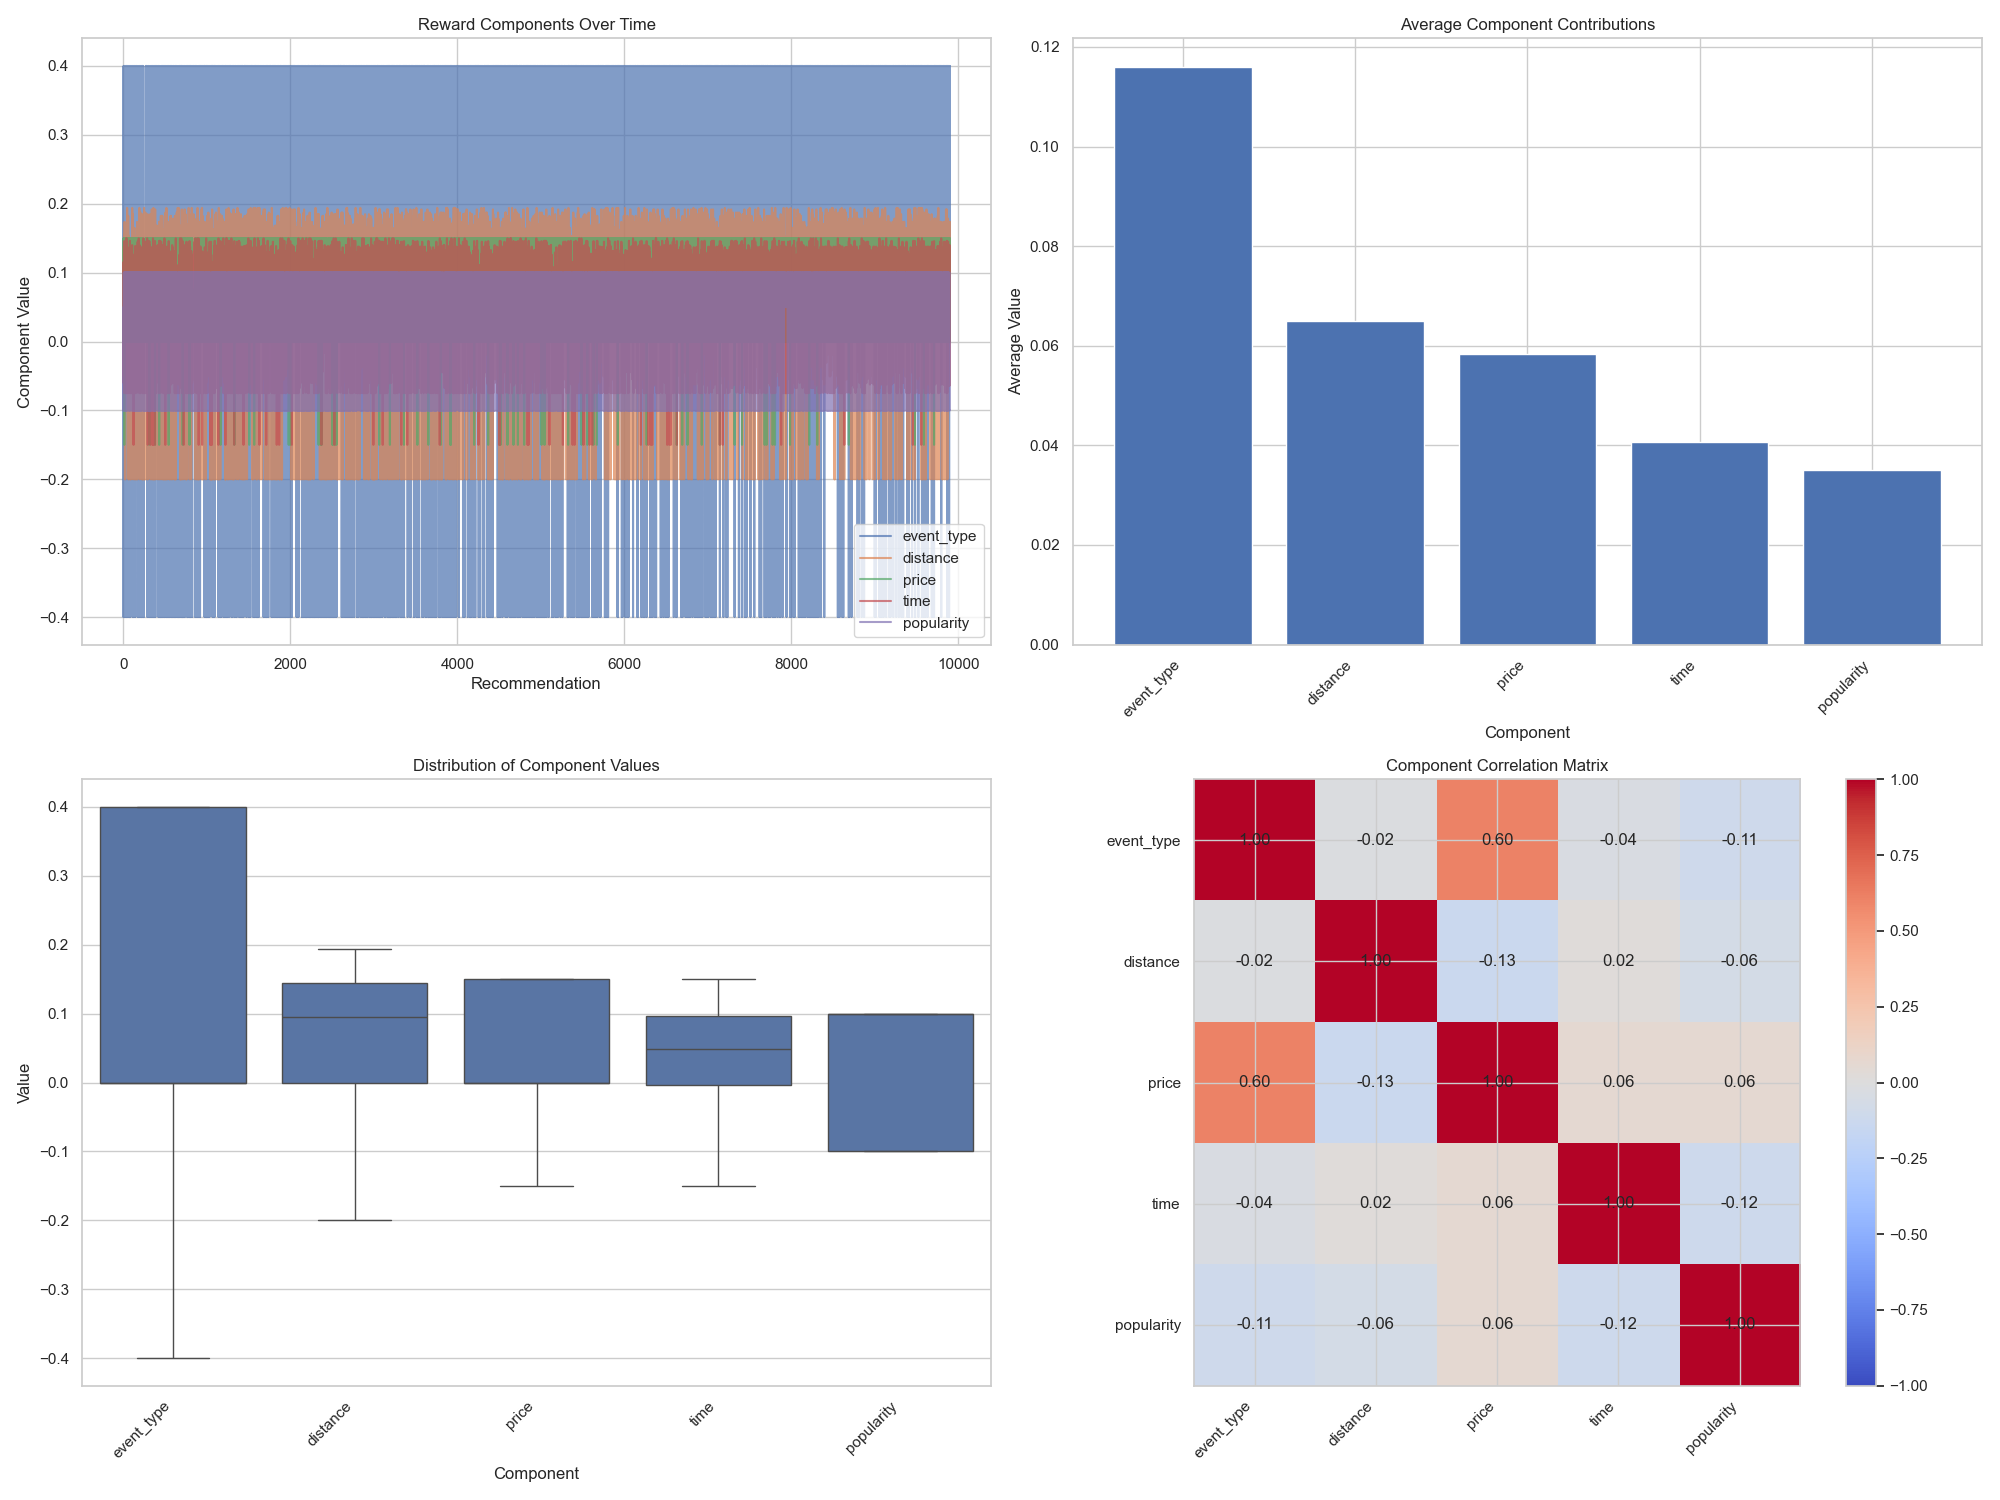 Reward Components Over Time
0.4
0.3
0.2
0.1
0.0
−0.1
−0.2
−0.3
−0.4
Component Value
0
2000
4000
6000
8000
10000
Recommendation
event_type
distance
price
time
popularity
Average Component Contributions
0.12
0.10
0.08
0.06
0.04
0.02
0.00
Average Value
event_type
distance
price
time
popularity
Component
Distribution of Component Values
0.4
0.3
0.2
0.1
0.0
−0.1
−0.2
−0.3
−0.4
Value
event_type
distance
price
time
popularity
Component
Component Correlation Matrix
event_type 1.00 -0.02 0.60 -0.04 -0.11
distance -0.02 1.00 -0.13 0.02 -0.06
price 0.60 -0.13 1.00 0.06 0.06
time -0.04 0.02 0.06 1.00 -0.12
popularity -0.11 -0.06 0.06 -0.12 1.00
event_type
distance
price
time
popularity
1.00
0.75
0.50
0.25
0.00
−0.25
−0.50
−0.75
−1.00